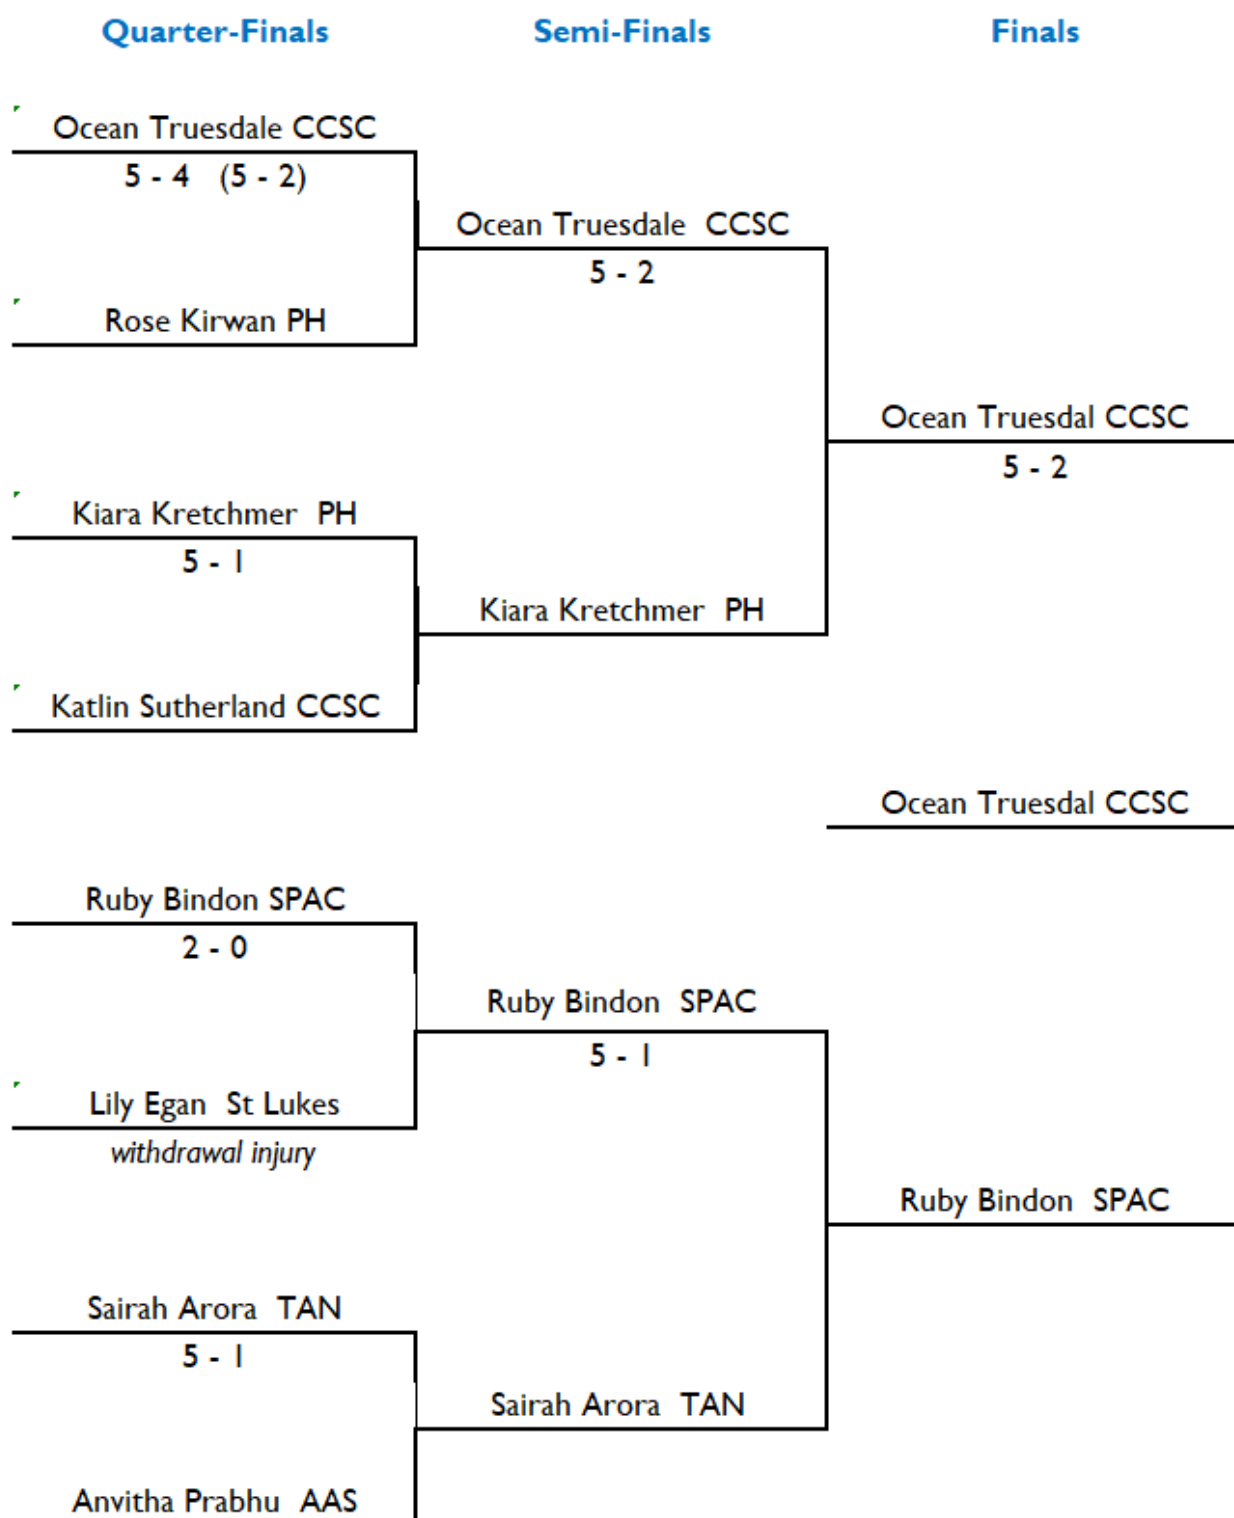 Quarter-Finals Semi-Finals Finals
Ocean Truesdale CCSC
5 - 4 (5 - 2)
Ocean Truesdale CCSC
5 - 2
Rose Kirwan PH
Ocean Truesdal CCSC
5 - 2
Kiara Kretchmer PH
5 - 1
Kiara Kretchmer PH
Katlin Sutherland CCSC
Ocean Truesdal CCSC
Ruby Bindon SPAC
2 - 0
Ruby Bindon SPAC
5 - 1
Lily Egan St Lukes
withdrawal injury
Ruby Bindon SPAC
Sairah Arora TAN
5 - 1
Sairah Arora TAN
Anvitha Prabhu AAS